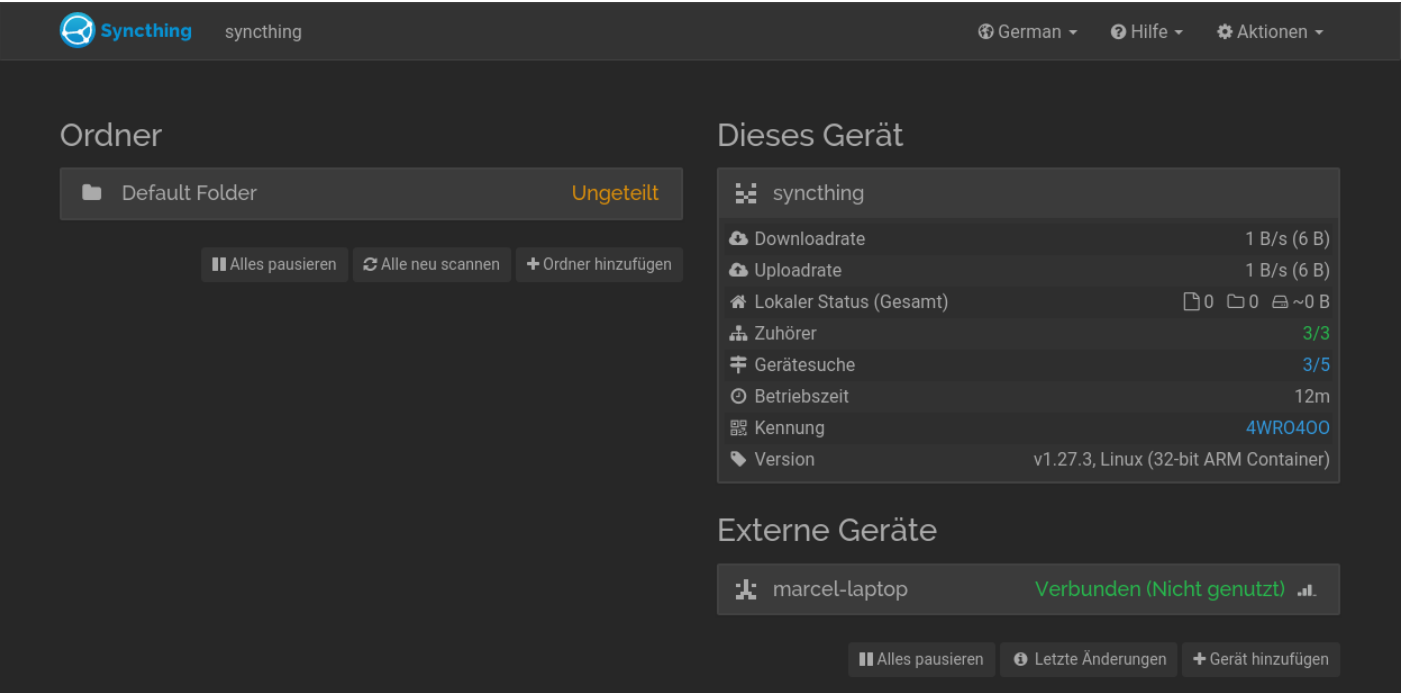 Syncthing syncthing German Hilfe Aktionen
Ordner
Default Folder Ungeteilt
Alles pausieren Alle neu scannen Ordner hinzufügen
Dieses Gerät
syncthing
Downloadrate 1 B/s (6 B)
Uploadrate 1 B/s (6 B)
Lokaler Status (Gesamt) 0 0 ~0 B
Zuhörer 3/3
Gerätesuche 3/5
Betriebszeit 12m
Kennung 4WRO4OO
Version v1.27.3, Linux (32-bit ARM Container)
Externe Geräte
marcel-laptop Verbunden (Nicht genutzt)
Alles pausieren Letzte Änderungen Gerät hinzufügen